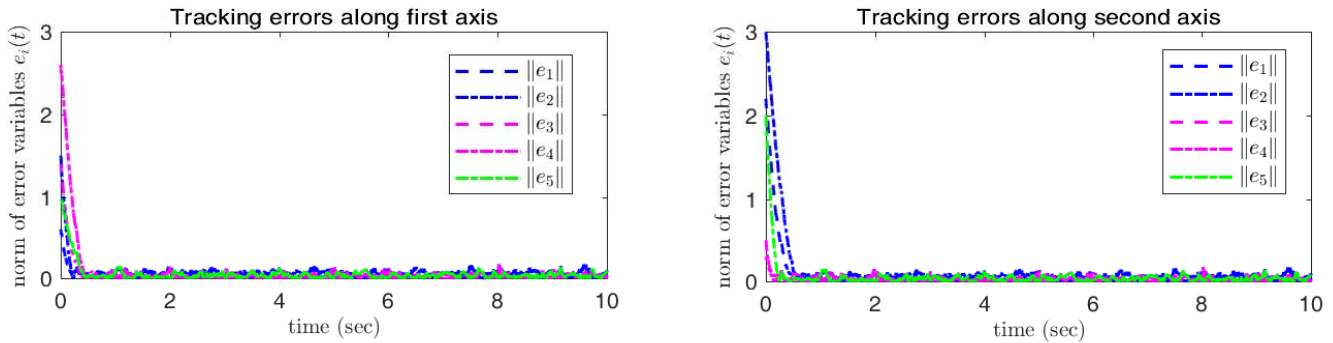 Tracking errors along first axis
norm of error variables e_i(t)
3
2
1
0
||e_1||
||e_2||
||e_3||
||e_4||
||e_5||
0 2 4 6 8 10
time (sec)
Tracking errors along second axis
norm of error variables e_i(t)
3
2
1
0
||e_1||
||e_2||
||e_3||
||e_4||
||e_5||
0 2 4 6 8 10
time (sec)